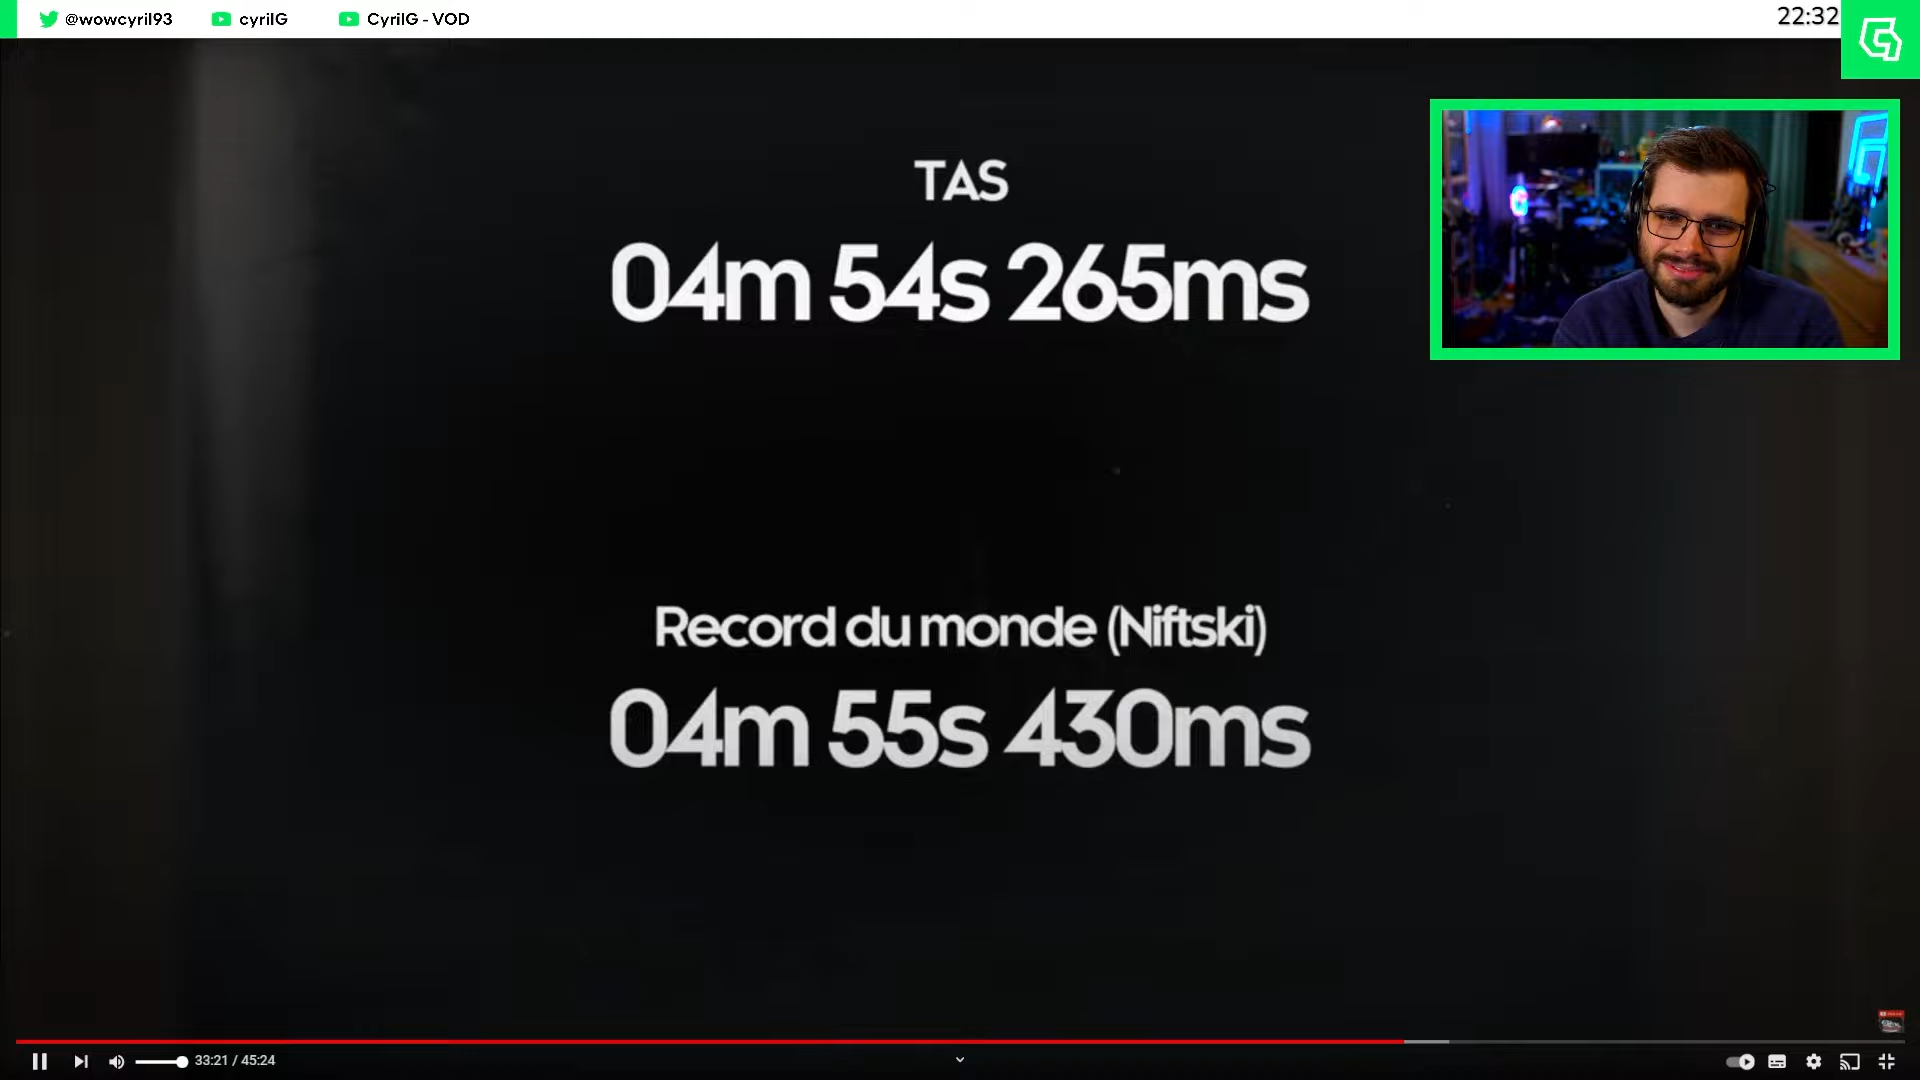 @wowcyril93 cyrilG CyrilG - VOD 22:32
TAS
04m 54s 265ms
Record du monde (Niftski)
04m 55s 430ms
33:21 / 45:24